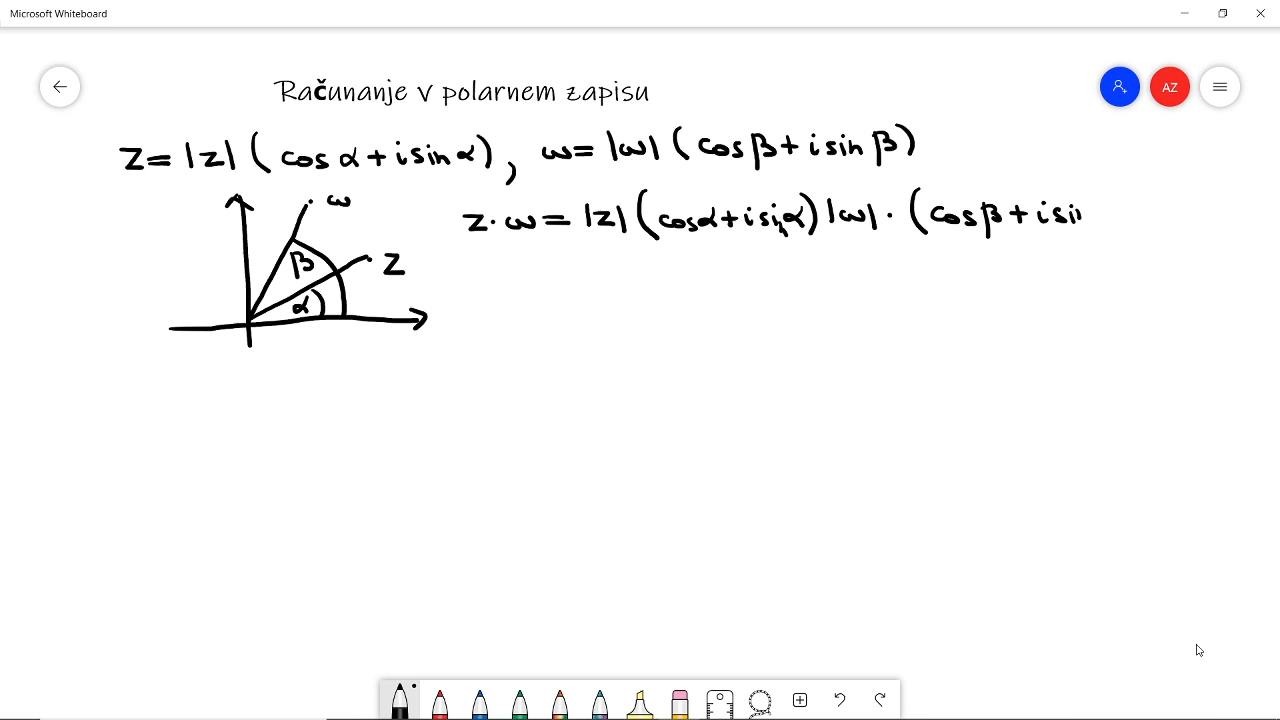 Microsoft Whiteboard
Računanje v polarnem zapisu
AZ
z = |z| (cos α + i sin α), w = |w| (cos β + i sin β)
z · w = |z| (cos α + i sin α) |w| · (cos β + i si
w
β
z
α